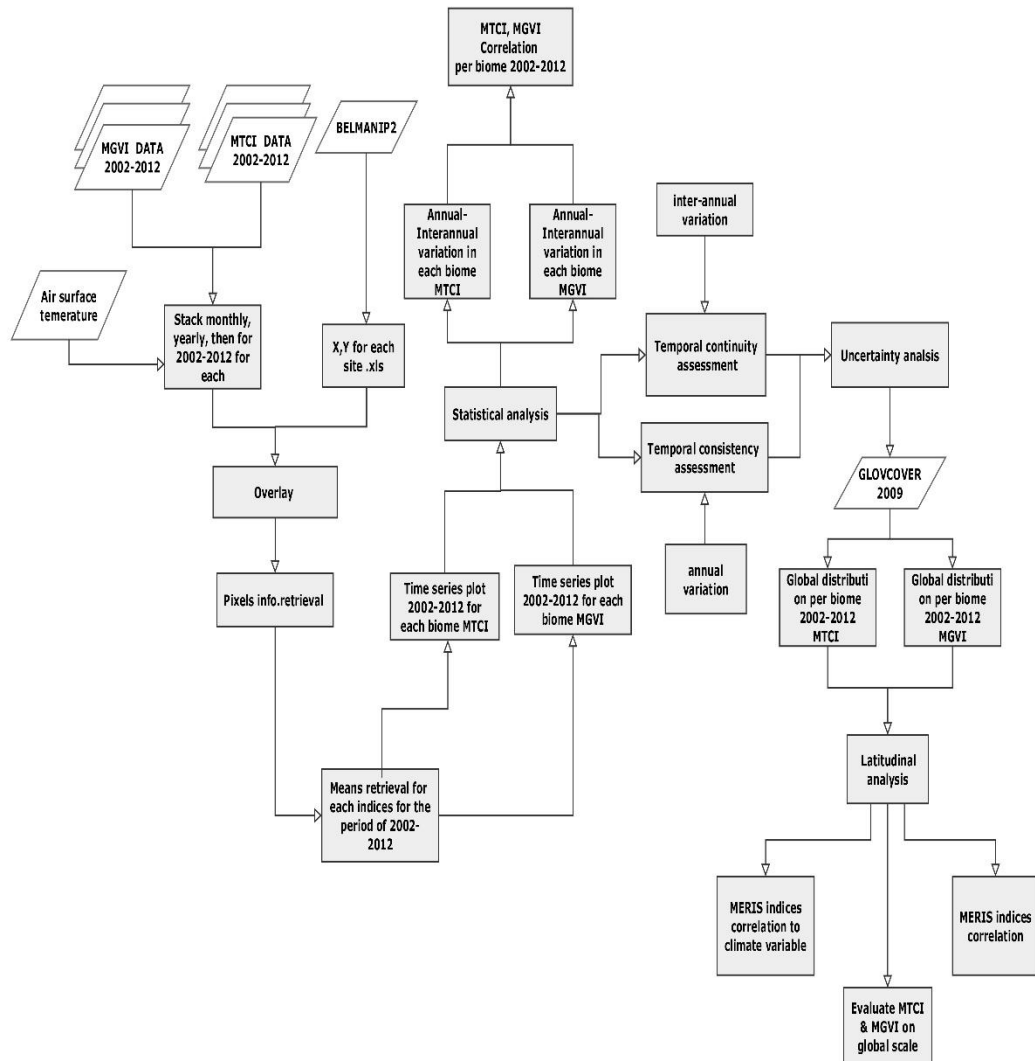 MTCI, MGVI
Correlation
per biome 2002-2012
MGVI DATA
2002-2012
MTCI DATA
2002-2012
BELMANIP2
Air surface
temerature
Stack monthly,
yearly, then for
2002-2012 for
each
X,Y for each
site .xls
Overlay
Pixels info.retrieval
Means retrieval for
each indices for the
period of 2002-
2012
Time series plot
2002-2012 for
each biome MTCI
Time series plot
2002-2012 for each
biome MGVI
Statistical analysis
Annual-
Interannual
variation in
each biome
MTCI
Annual-
Interannual
variation in
each biome
MGVI
inter-annual
variation
Temporal continuity
assessment
Temporal consistency
assessment
annual
variation
Uncertainty analsis
GLOVCOVER
2009
Global distributi
on per biome
2002-2012
MTCI
Global distributi
on per biome
2002-2012
MGVI
Latitudinal
analysis
MERIS indices
correlation to
climate variable
Evaluate MTCI
& MGVI on
global scale
MERIS indices
correlation